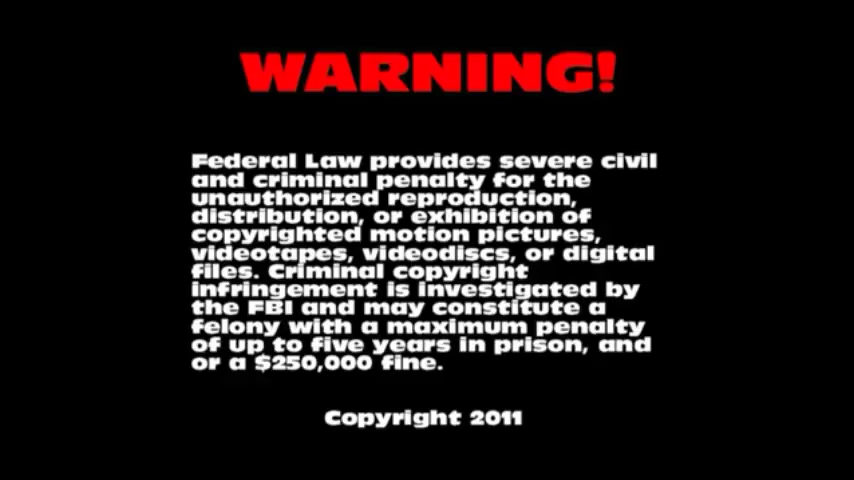 WARNING!
Federal Law provides severe civil
and criminal penalty for the
unauthorized reproduction,
distribution, or exhibition of
copyrighted motion pictures,
videotapes, videodiscs, or digital
files. Criminal copyright
infringement is investigated by
the FBI and may constitute a
felony with a maximum penalty
of up to five years in prison, and
or a $250,000 fine.
Copyright 2011